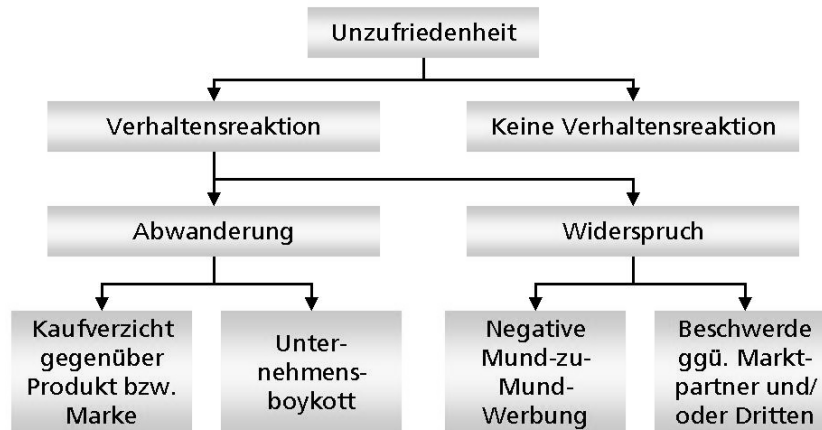 Unzufriedenheit
Verhaltensreaktion
Keine Verhaltensreaktion
Abwanderung
Widerspruch
Kaufverzicht
gegenüber
Produkt bzw.
Marke
Unter-
nehmens-
boykott
Negative
Mund-zu-
Mund-
Werbung
Beschwerde
ggü. Markt-
partner und/
oder Dritten